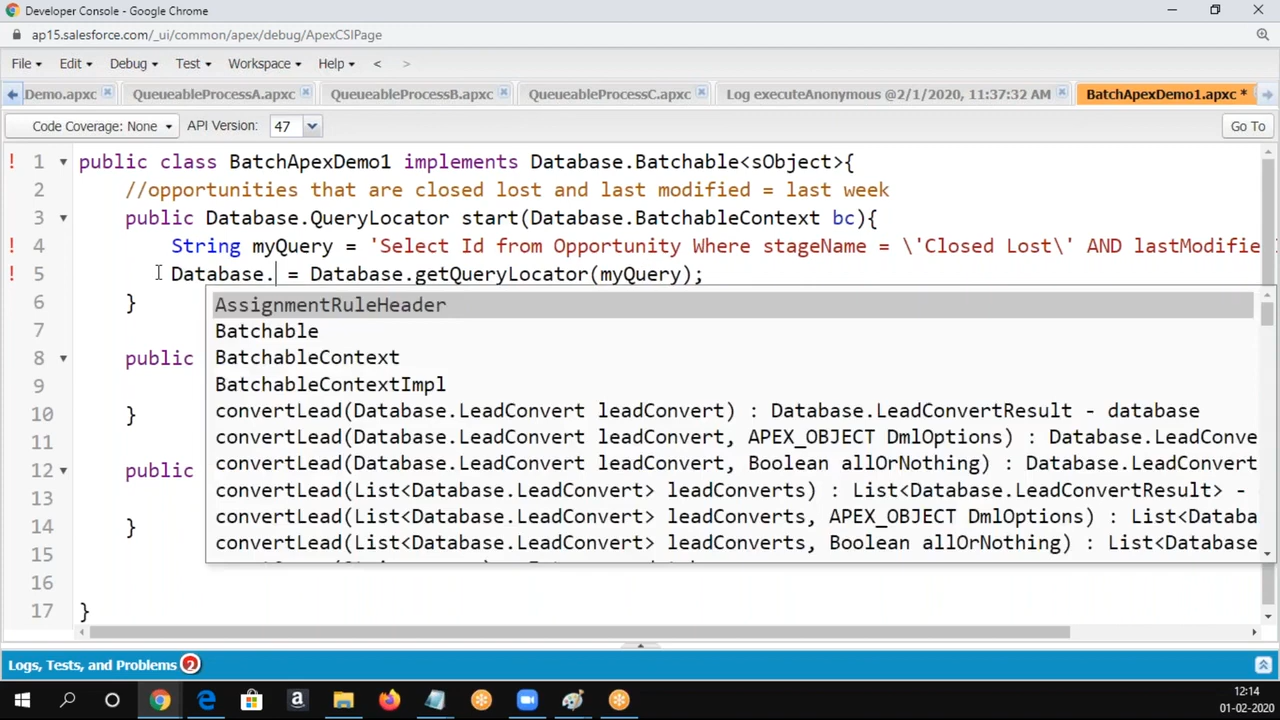 Developer Console - Google Chrome
ap15.salesforce.com/_ui/common/apex/debug/ApexCSIPage
File Edit Debug Test Workspace Help < >
Demo.apxc QueueableProcessA.apxc QueueableProcessB.apxc QueueableProcessC.apxc Log executeAnonymous @2/1/2020, 11:37:32 AM BatchApexDemo1.apxc *
Code Coverage: None API Version: 47 Go To
! 1 public class BatchApexDemo1 implements Database.Batchable<sObject>{
2 //opportunities that are closed lost and last modified = last week
3 public Database.QueryLocator start(Database.BatchableContext bc){
! 4 String myQuery = 'Select Id from Opportunity Where stageName = \'Closed Lost\' AND lastModifie
! 5 Database. = Database.getQueryLocator(myQuery);
6 }
AssignmentRuleHeader
7 Batchable
8 public BatchableContext
9 BatchableContextImpl
10 } convertLead(Database.LeadConvert leadConvert) : Database.LeadConvertResult - database
11 convertLead(Database.LeadConvert leadConvert, APEX_OBJECT DmlOptions) : Database.LeadConve
12 public convertLead(Database.LeadConvert leadConvert, Boolean allOrNothing) : Database.LeadConvert
13 convertLead(List<Database.LeadConvert> leadConverts) : List<Database.LeadConvertResult> -
14 } convertLead(List<Database.LeadConvert> leadConverts, APEX_OBJECT DmlOptions) : List<Databa
15 convertLead(List<Database.LeadConvert> leadConverts, Boolean allOrNothing) : List<Database
16
17 }
Logs, Tests, and Problems 2
12:14
01-02-2020